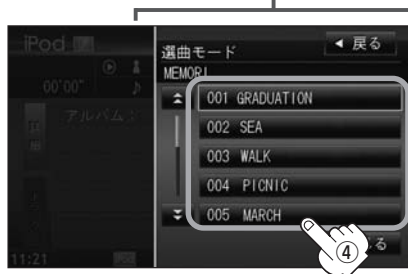 iPod
選曲モード
◀ 戻る
MEMORI
00'00"
001 GRADUATION
アルバム:
002 SEA
003 WALK
004 PICNIC
005 MARCH
④
る
11:21